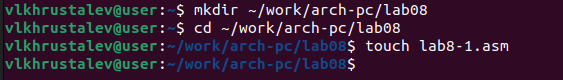 vlkhrustalev@user:~$ mkdir ~/work/arch-pc/lab08
vlkhrustalev@user:~$ cd ~/work/arch-pc/lab08
vlkhrustalev@user:~/work/arch-pc/lab08$ touch lab8-1.asm
vlkhrustalev@user:~/work/arch-pc/lab08$